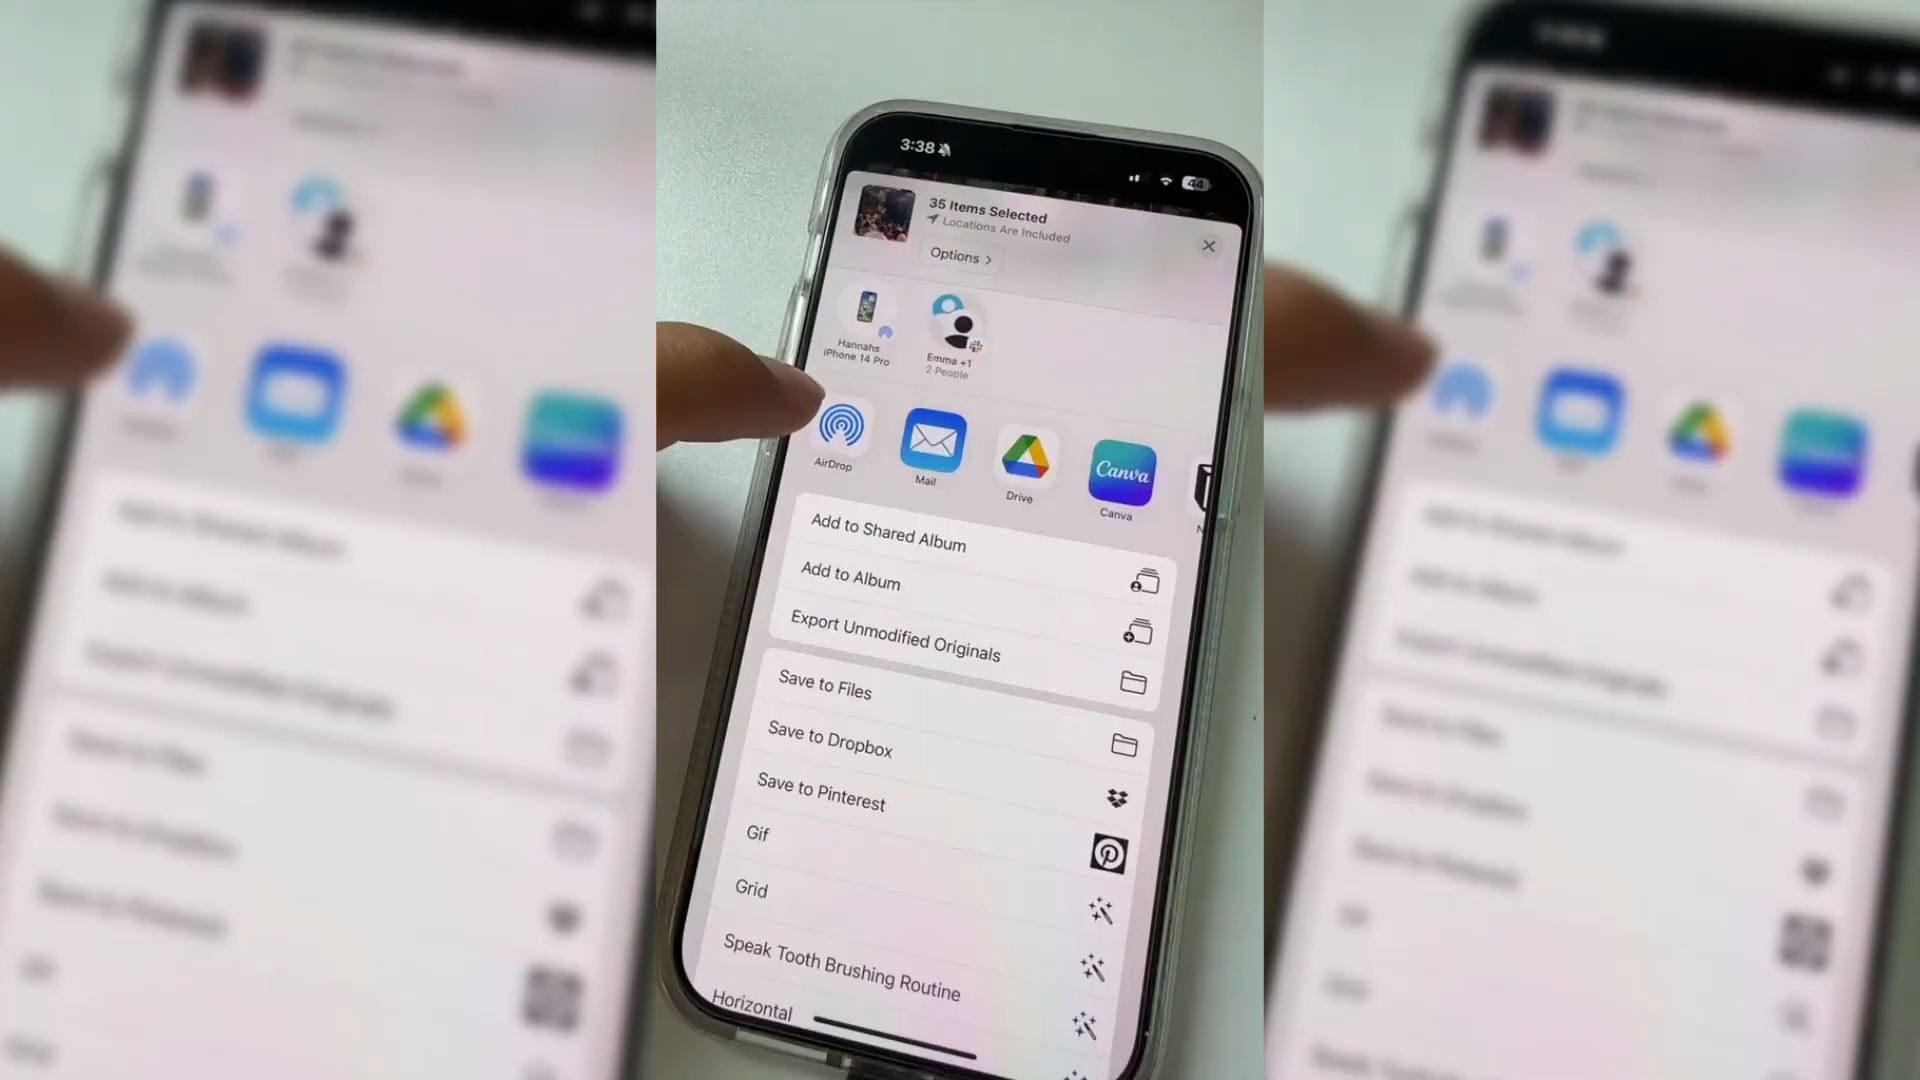 3:38
44
35 Items Selected
Locations Are Included
Options
Hannahs
iPhone 14 Pro
Emma +1
2 People
AirDrop
Mail
Drive
Canva
Canva
N
Add to Shared Album
Add to Album
Export Unmodified Originals
Save to Files
Save to Dropbox
Save to Pinterest
Gif
Grid
Speak Tooth Brushing Routine
Horizontal